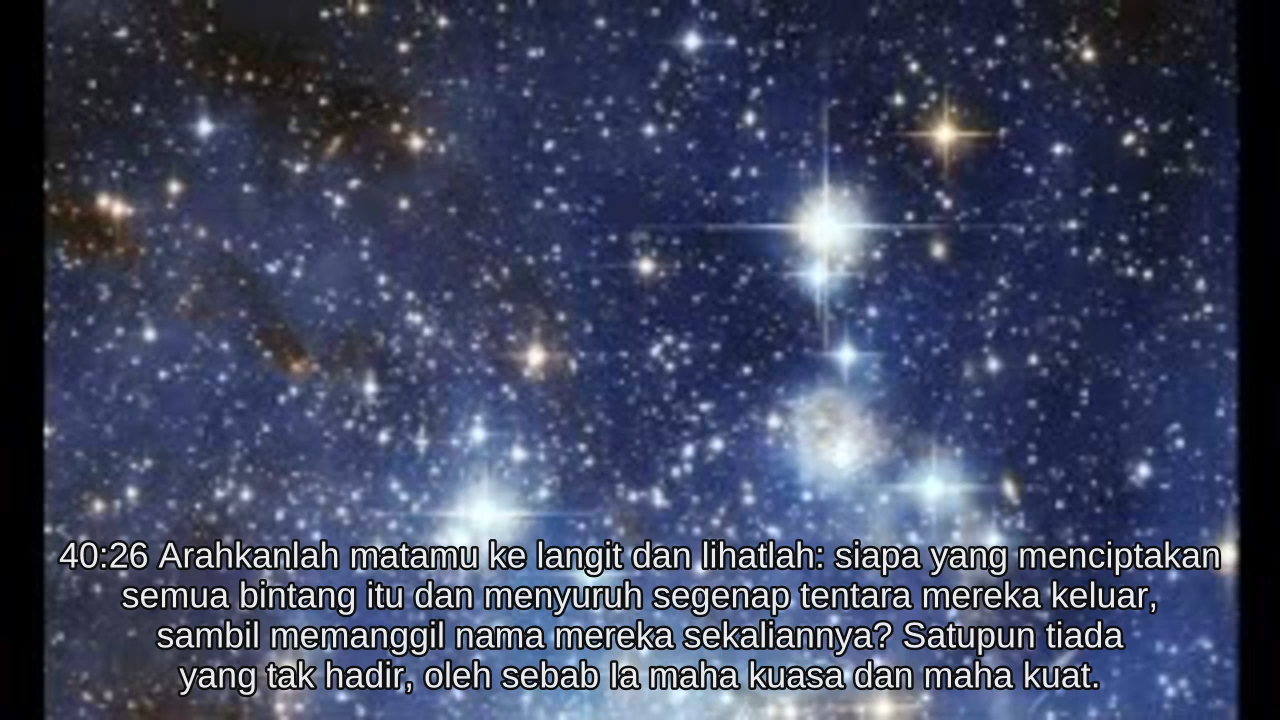 40:26 Arahkanlah matamu ke langit dan lihatlah: siapa yang menciptakan
semua bintang itu dan menyuruh segenap tentara mereka keluar,
sambil memanggil nama mereka sekaliannya? Satupun tiada
yang tak hadir, oleh sebab Ia maha kuasa dan maha kuat.